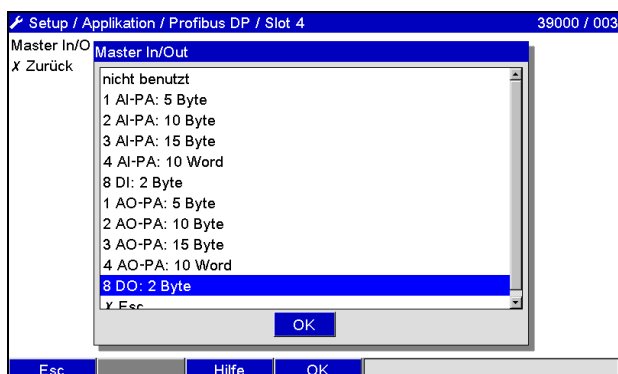 Setup / Applikation / Profibus DP / Slot 4 39000 / 003
Master In/O
X Zurück
Master In/Out
nicht benutzt
1 AI-PA: 5 Byte
2 AI-PA: 10 Byte
3 AI-PA: 15 Byte
4 AI-PA: 10 Word
8 DI: 2 Byte
1 AO-PA: 5 Byte
2 AO-PA: 10 Byte
3 AO-PA: 15 Byte
4 AO-PA: 10 Word
8 DO: 2 Byte
X Esc
OK
Esc Hilfe OK